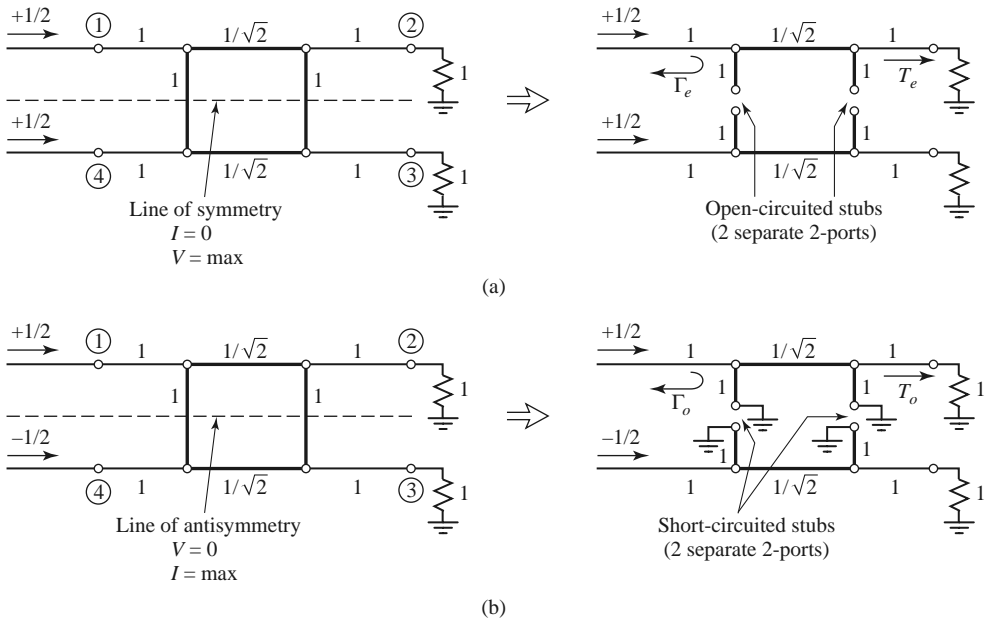 +1/2 ① 1 1/√2 1 ②
1 1 1
+1/2
④ 1 1/√2 1 ③ 1
Line of symmetry
I = 0
V = max
+1/2 1 1/√2 1
Γe 1 1 Te 1
+1/2 1 1
1 1/√2 1 1
Open-circuited stubs
(2 separate 2-ports)
(a)
+1/2 ① 1 1/√2 1 ②
1 1 1
–1/2
④ 1 1/√2 1 ③ 1
Line of antisymmetry
V = 0
I = max
+1/2 1 1/√2 1
Γo 1 1 To 1
–1/2 1 1
1 1/√2 1 1
Short-circuited stubs
(2 separate 2-ports)
(b)